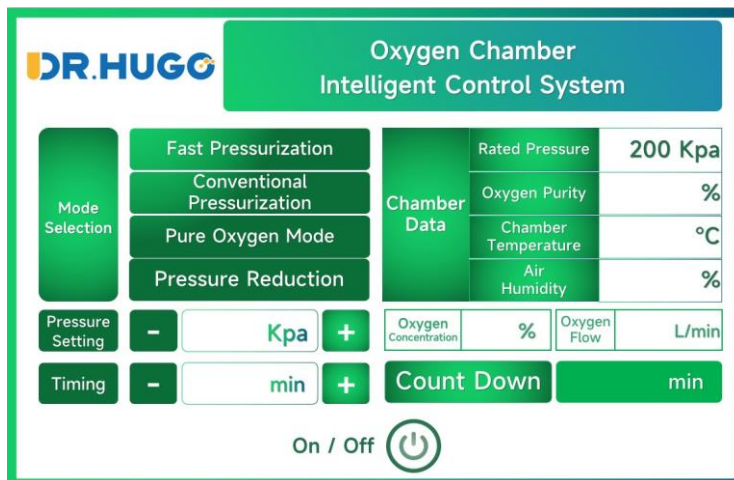 DR.HUGO
Oxygen Chamber
Intelligent Control System
Mode
Selection
Fast Pressurization
Conventional
Pressurization
Pure Oxygen Mode
Pressure Reduction
Chamber
Data
Rated Pressure
200 Kpa
Oxygen Purity
%
Chamber
Temperature
°C
Air
Humidity
%
Pressure
Setting
-
Kpa
+
Oxygen
Concentration
%
Oxygen
Flow
L/min
Timing
-
min
+
Count Down
min
On / Off